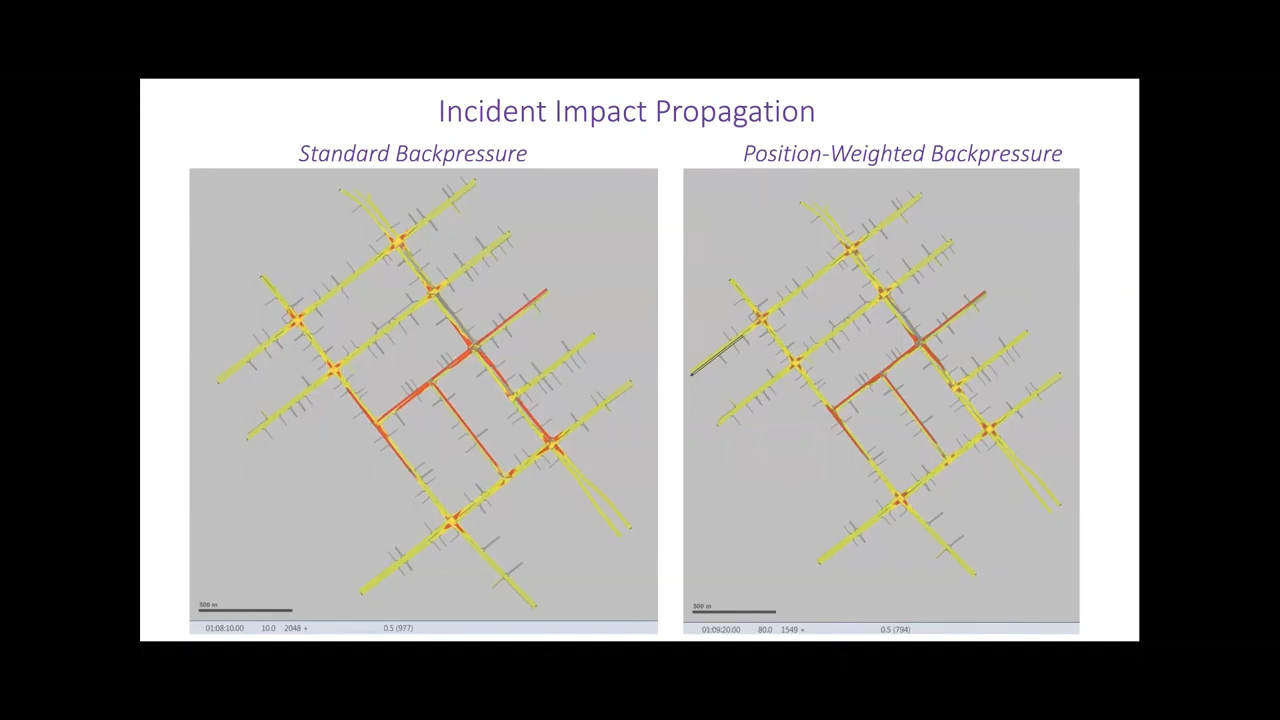 Incident Impact Propagation
Standard Backpressure
Position-Weighted Backpressure
500 m
500 m
01:08:10.00 10.0 2048 + 0.5 (977)
01:09:20.00 80.0 1549 + 0.5 (794)